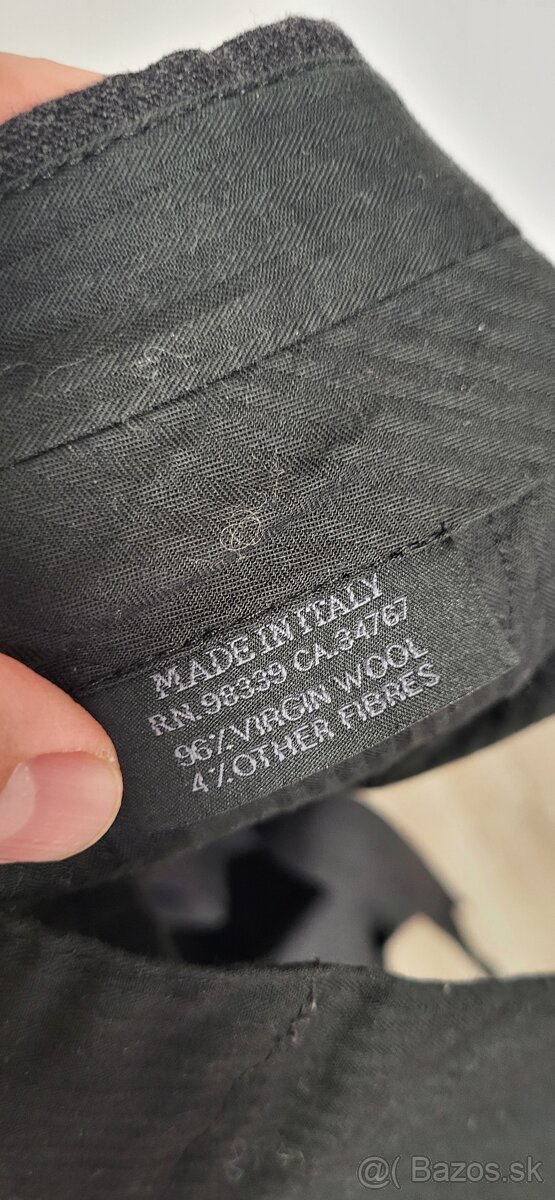 MADE IN ITALY
RN.98339 CA.34767
96% VIRGIN WOOL
4% OTHER FIBRES
@( Bazos.sk